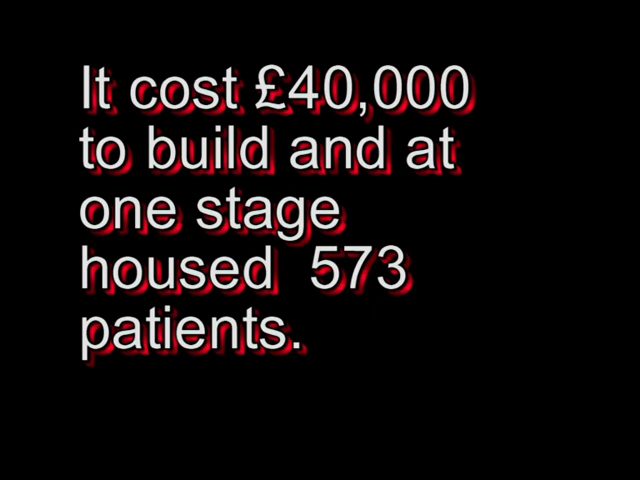 It cost £40,000
to build and at
one stage
housed  573
patients.